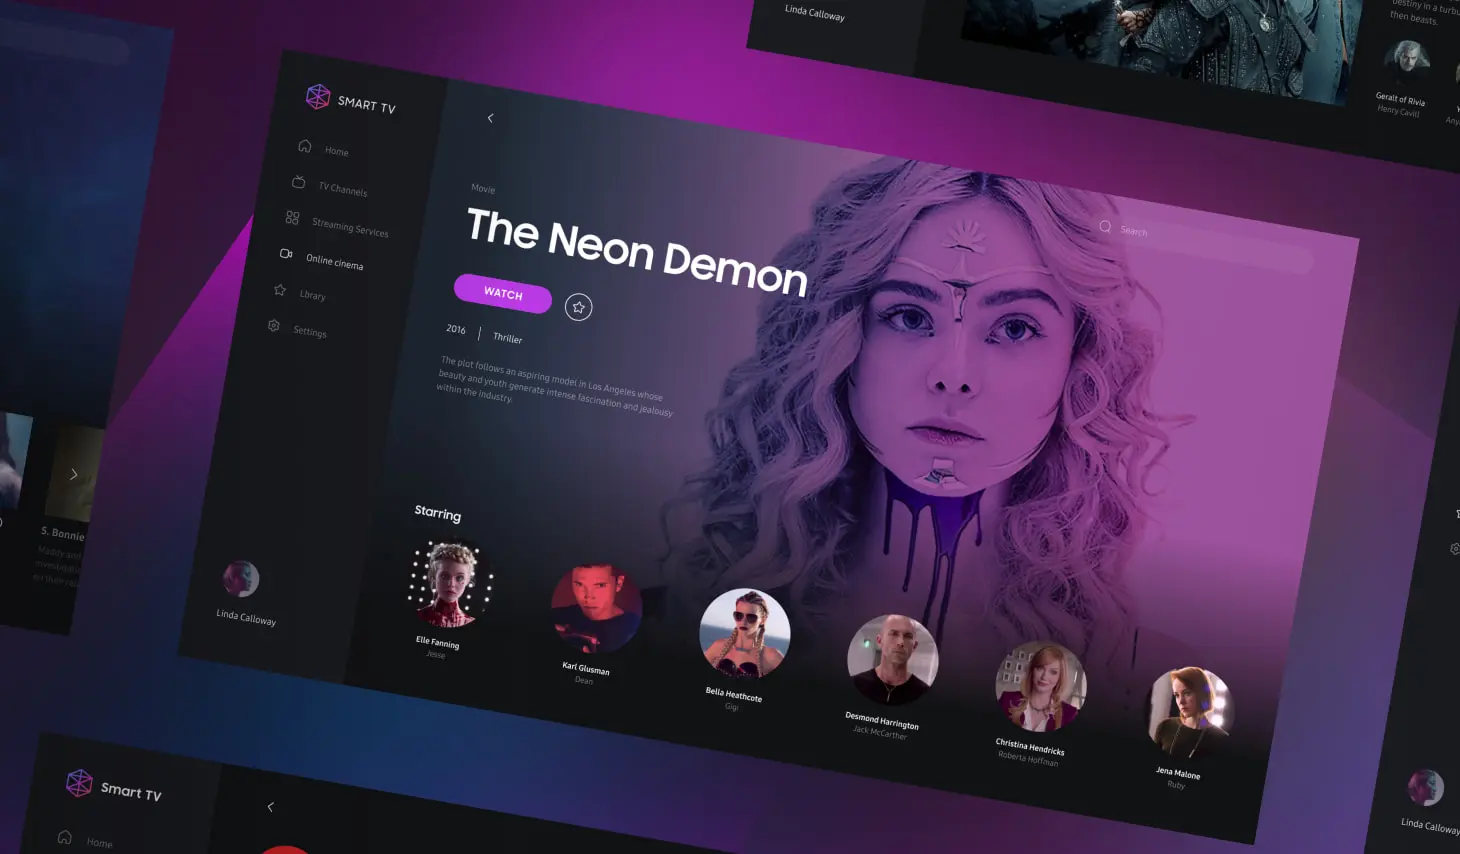 Linda Calloway
destiny in a turbu
then beasts.
Geralt of Rivia
Henry Cavill
SMART TV
Home
TV Channels
Streaming Services
Online cinema
Lbrary
Settings
Linda Calloway
Search
Movie
The Neon Demon
WATCH
2016
Thriller
The plot follows an aspiring model in Los Angeles whose
beauty and youth generate intense fascination and jealousy
within the industry.
Starring
Elle Fanning
Jesse
Karl Glusman
Dean
Bella Heathcote
Gigi
Desmond Harrington
Jack McCarther
Christina Hendricks
Roberta Hoffman
Jena Malone
Ruby
5. Bonnie
Maddy and
on their
Smart TV
Home
Linda Calloway